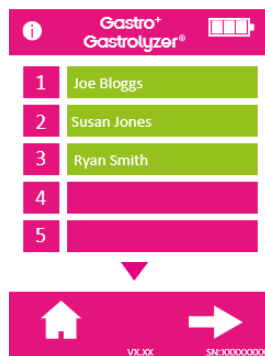 i
Gastro+
Gastrolyzer®
1 Joe Bloggs
2 Susan Jones
3 Ryan Smith
4
5
VX.XX SN:XXXXXXXX